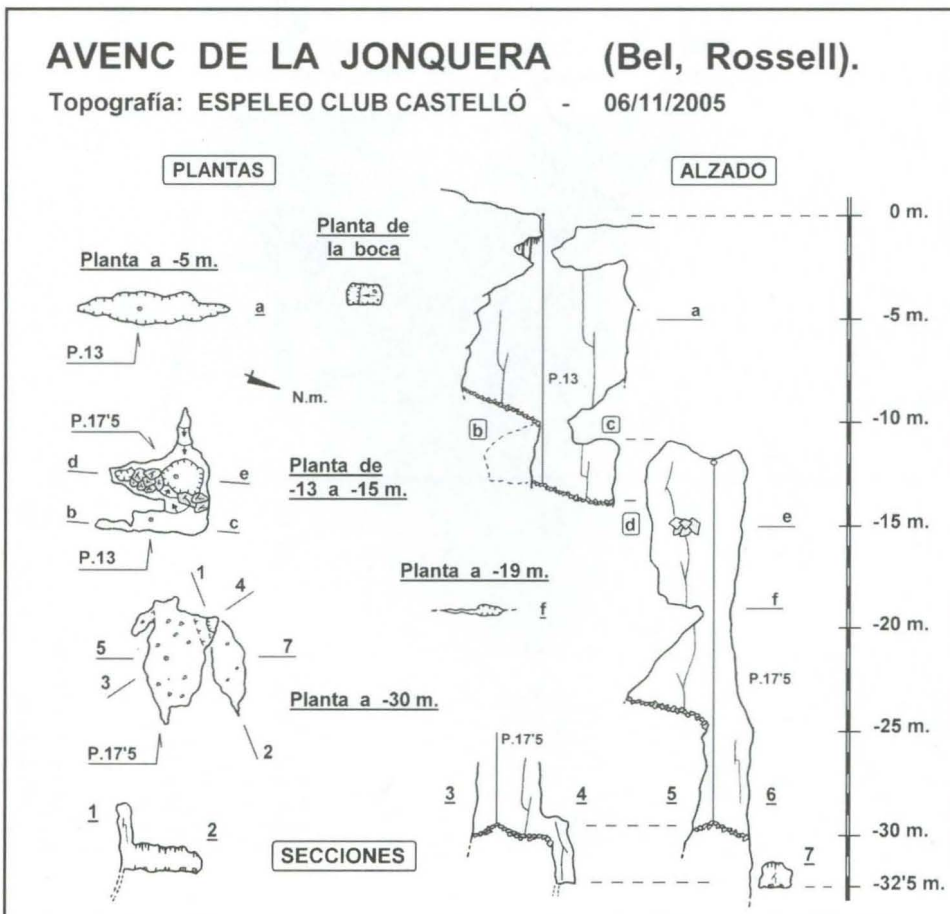 AVENC DE LA JONQUERA (Bel, Rossell).
Topografía: ESPELEO CLUB CASTELLÓ - 06/11/2005
PLANTAS
ALZADO
0 m.
Planta de
la boca
Planta a -5 m.
a
P.13
a
-5 m.
P.13
N.m.
P.17'5
b
c
-10 m.
d
e
Planta de
-13 a -15 m.
b
c
P.13
d
e
-15 m.
Planta a -19 m.
f
f
-20 m.
1
4
5
7
3
Planta a -30 m.
P.17'5
2
P.17'5
-25 m.
P.17'5
3
4
5
6
-30 m.
1
2
SECCIONES
7
-32'5 m.